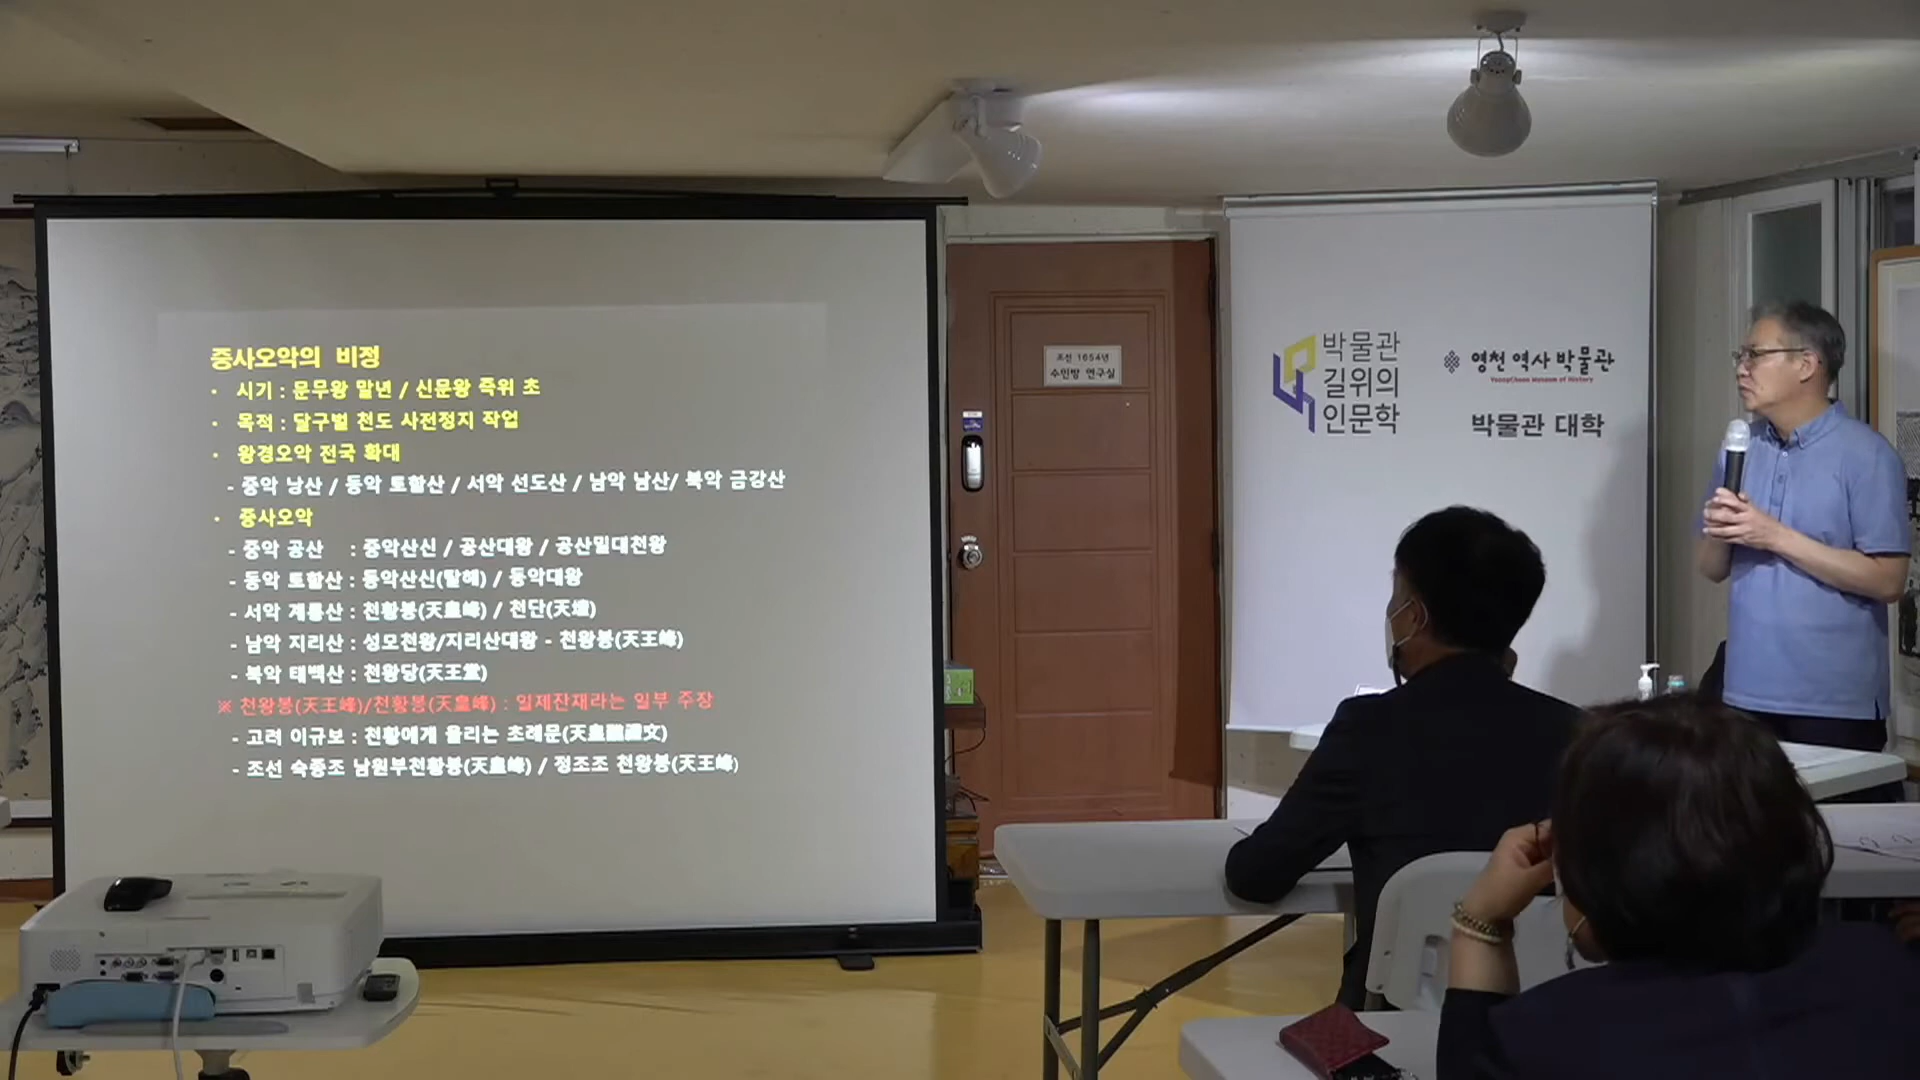 중사오악의 비정
· 시기 : 문무왕 말년 / 신문왕 즉위 초
· 목적 : 달구벌 천도 사전정지 작업
· 왕경오악 전국 확대
- 중악 낭산 / 동악 토함산 / 서악 선도산 / 남악 남산/ 북악 금강산
· 중사오악
- 중악 공산 : 중악산신 / 공산대왕 / 공산밀대천왕
- 동악 토함산 : 동악산신(탈해) / 동악대왕
- 서악 계룡산 : 천황봉(天皇峰) / 천단(天壇)
- 남악 지리산 : 성모천왕/지리산대왕 - 천왕봉(天王峰)
- 북악 태백산 : 천왕당(天王堂)
※ 천왕봉(天王峰)/천황봉(天皇峰) : 일제잔재라는 일부 주장
- 고려 이규보 : 천황에게 올리는 초례문(天皇醮禮文)
- 조선 숙종조 남원부천황봉(天皇峰) / 정조조 천왕봉(天王峰)
조선 1654년
수민방 연구실
박물관
길위의
인문학
영천 역사 박물관
YeongCheon Museum of History
박물관 대학